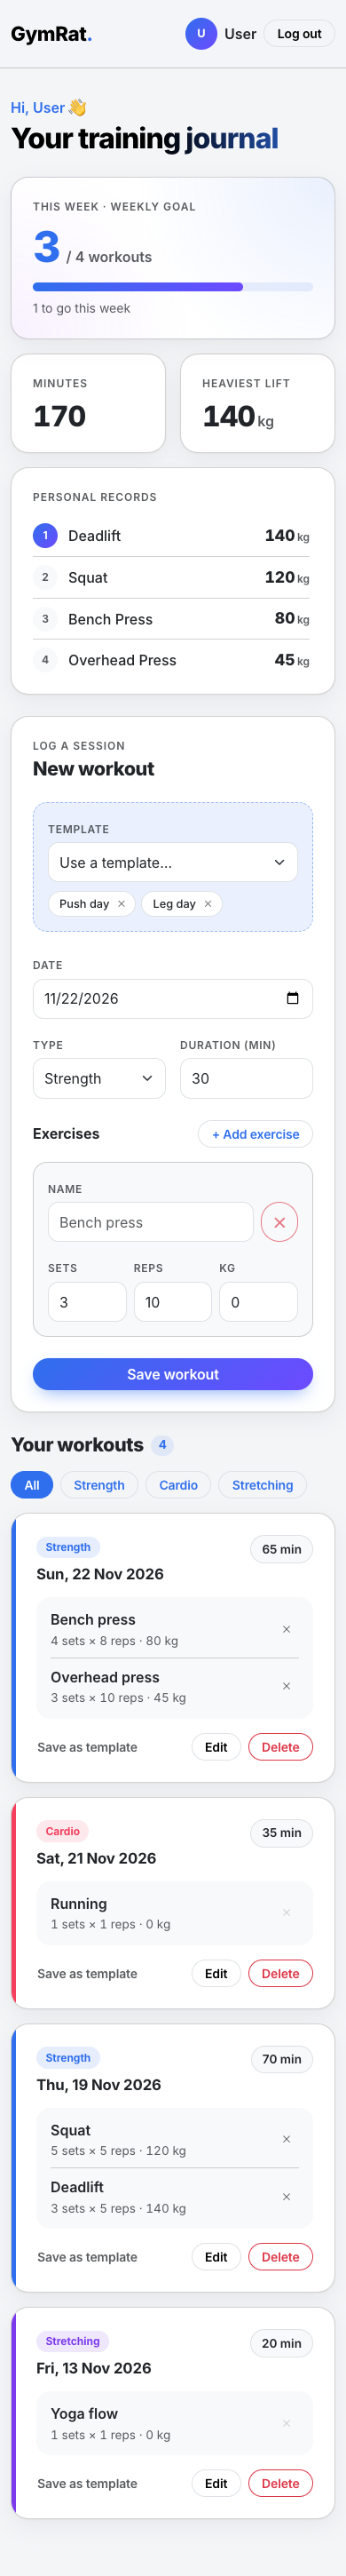 GymRat.
U User Log out
Hi, User 👋
Your training journal
THIS WEEK · WEEKLY GOAL
3 / 4 workouts
1 to go this week
MINUTES
170
HEAVIEST LIFT
140 kg
PERSONAL RECORDS
1 Deadlift 140 kg
2 Squat 120 kg
3 Bench Press 80 kg
4 Overhead Press 45 kg
LOG A SESSION
New workout
TEMPLATE
Use a template...
Push day × Leg day ×
DATE
11/22/2026
TYPE DURATION (MIN)
Strength 30
Exercises + Add exercise
NAME
Bench press ×
SETS REPS KG
3 10 0
Save workout
Your workouts 4
All Strength Cardio Stretching
Strength 65 min
Sun, 22 Nov 2026
Bench press ×
4 sets × 8 reps · 80 kg
Overhead press ×
3 sets × 10 reps · 45 kg
Save as template Edit Delete
Cardio 35 min
Sat, 21 Nov 2026
Running ×
1 sets × 1 reps · 0 kg
Save as template Edit Delete
Strength 70 min
Thu, 19 Nov 2026
Squat ×
5 sets × 5 reps · 120 kg
Deadlift ×
3 sets × 5 reps · 140 kg
Save as template Edit Delete
Stretching 20 min
Fri, 13 Nov 2026
Yoga flow ×
1 sets × 1 reps · 0 kg
Save as template Edit Delete